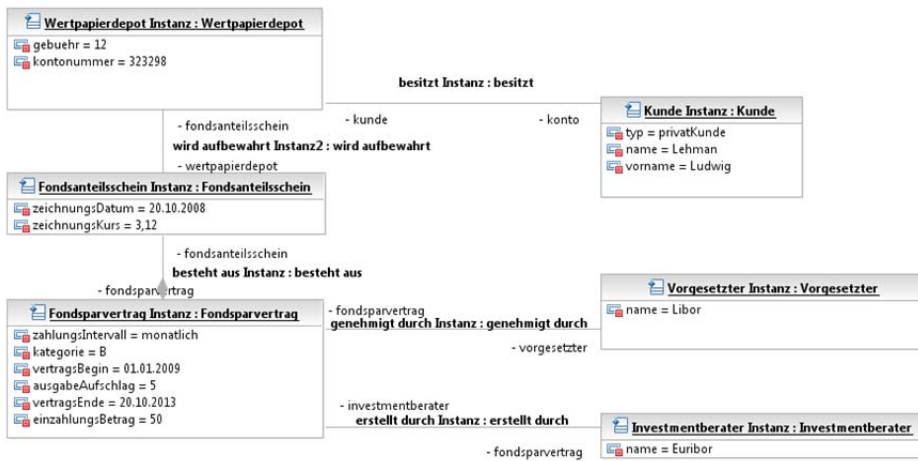 Wertpapierdepot Instanz : Wertpapierdepot
gebuehr = 12
kontonummer = 323298
besitzt Instanz : besitzt
- kunde
- konto
Kunde Instanz : Kunde
typ = privatKunde
name = Lehman
vorname = Ludwig
- fondsanteilsschein
wird aufbewahrt Instanz2 : wird aufbewahrt
- wertpapierdepot
Fondsanteilsschein Instanz : Fondsanteilsschein
zeichnungsDatum = 20.10.2008
zeichnungsKurs = 3,12
- fondsanteilsschein
besteht aus Instanz : besteht aus
- fondsparvertrag
Fondsparvertrag Instanz : Fondsparvertrag
zahlungsIntervall = monatlich
kategorie = B
vertragsBegin = 01.01.2009
ausgabeAufschlag = 5
vertragsEnde = 20.10.2013
einzahlungsBetrag = 50
- fondsparvertrag
genehmigt durch Instanz : genehmigt durch
- vorgesetzter
Vorgesetzter Instanz : Vorgesetzter
name = Libor
- investmentberater
erstellt durch Instanz : erstellt durch
- fondsparvertrag
Investmentberater Instanz : Investmentberater
name = Euribor